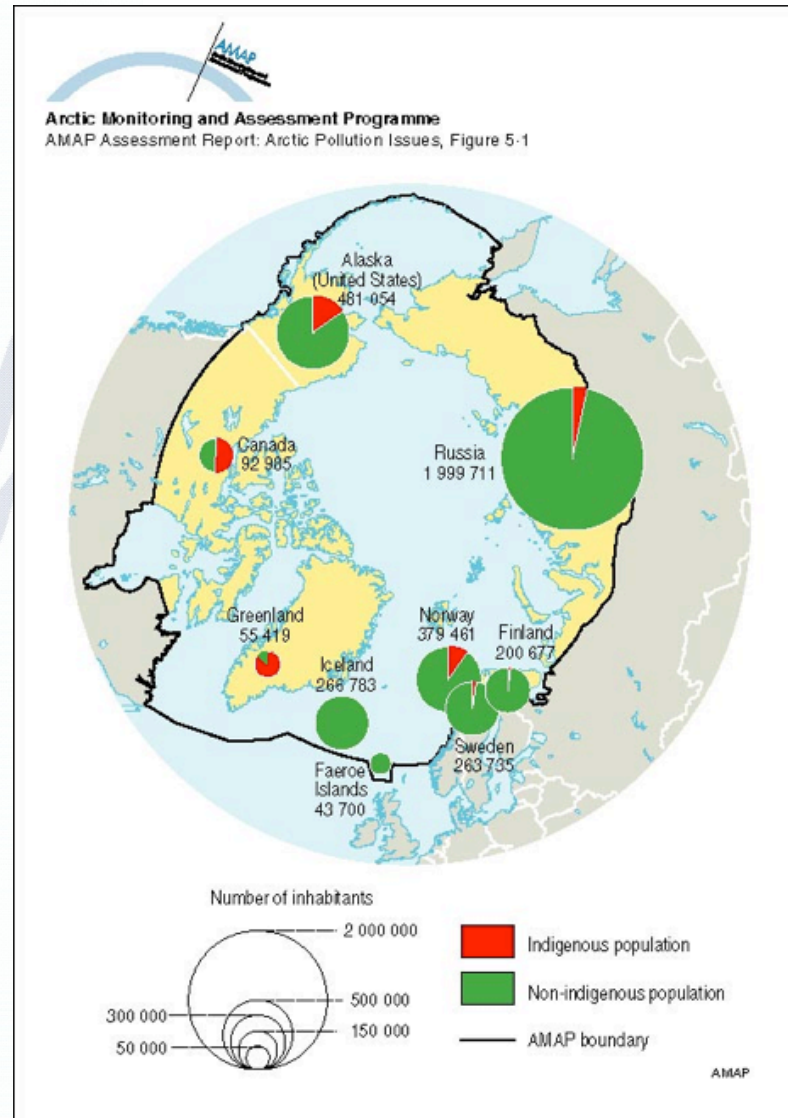 AMAP
Arctic Monitoring and Assessment Programme
AMAP Assessment Report: Arctic Pollution Issues, Figure 5·1
Alaska
(United States)
481 054
Canada
92 985
Russia
1 999 711
Greenland
55 419
Iceland
266 783
Norway
379 461
Finland
200 677
Sweden
263 735
Faeroe
Islands
43 700
Number of inhabitants
2 000 000
500 000
300 000
150 000
50 000
Indigenous population
Non-indigenous population
AMAP boundary
AMAP